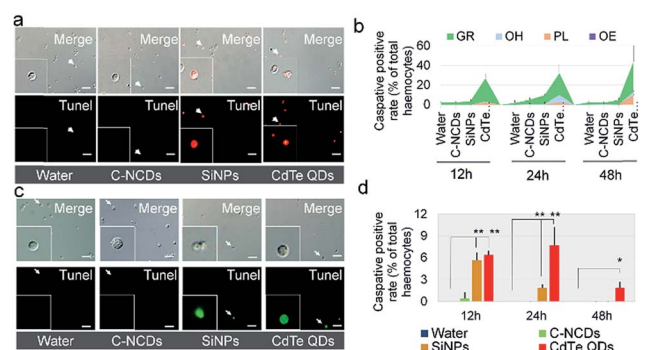 a
Merge Merge Merge Merge
Tunel Tunel Tunel Tunel
Water C-NCDs SiNPs CdTe QDs
b
GR OH PL OE
Caspative positive
rate (% of total
haemocytes)
60
40
20
0
Water C-NCDs SiNPs CdTe. Water C-NCDs SiNPs CdTe. Water C-NCDs SiNPs CdTe
12h 24h 48h
c
Merge Merge Merge Merge
Tunel Tunel Tunel Tunel
Water C-NCDs SiNPs CdTe QDs
d
Caspative positive
rate (% of total
haemocytes)
12
9
6
3
0
** ** ** ** *
12h 24h 48h
Water C-NCDs
SiNPs CdTe QDs